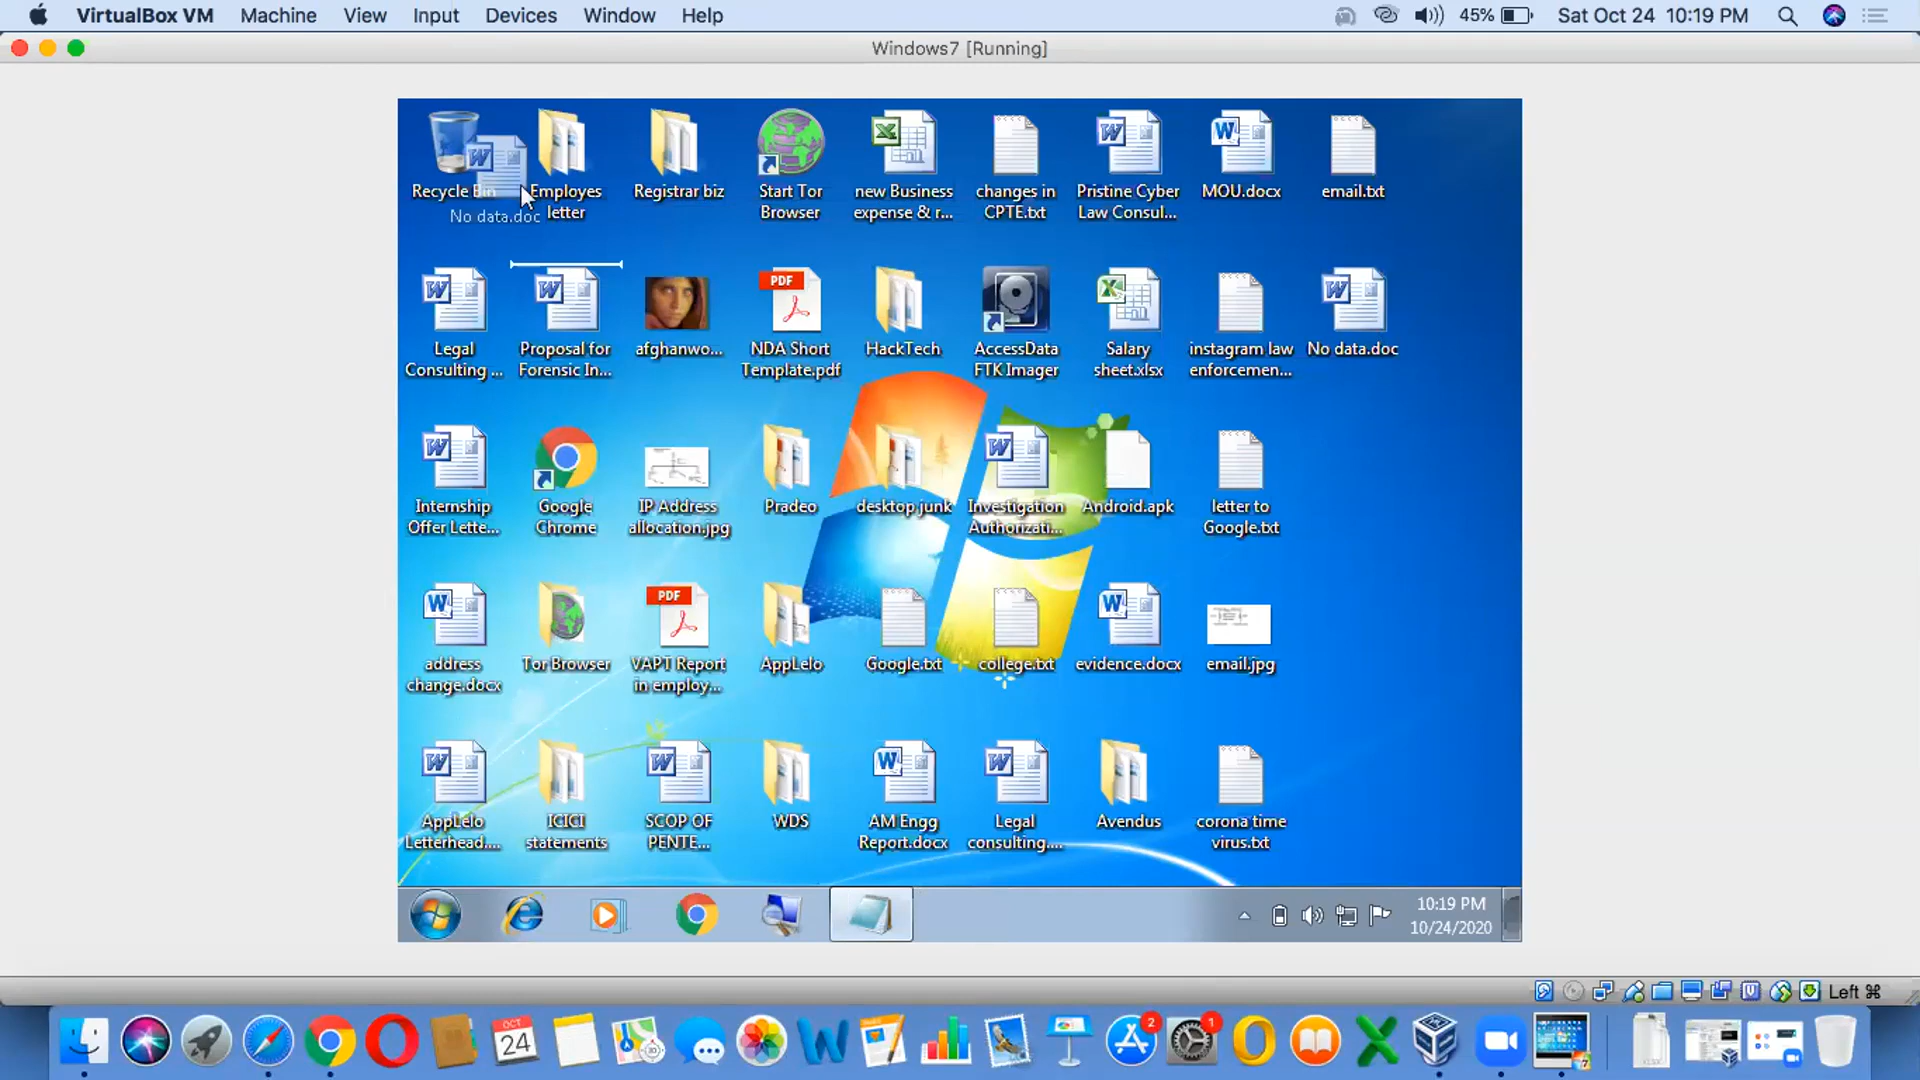 VirtualBox VM Machine View Input Devices Window Help 45% Sat Oct 24 10:19 PM
Windows7 [Running]
Recycle Bin
No data.doc
Employes
letter
Registrar biz
Start Tor
Browser
new Business
expense & r...
changes in
CPTE.txt
Pristine Cyber
Law Consul...
MOU.docx
email.txt
Legal
Consulting ...
Proposal for
Forensic In...
afghanwo...
PDF
NDA Short
Template.pdf
HackTech
AccessData
FTK Imager
Salary
sheet.xlsx
instagram law
enforcemen...
No data.doc
Internship
Offer Lette...
Google
Chrome
IP Address
allocation.jpg
Pradeo
desktop.junk
Investigation
Authorizati...
Android.apk
letter to
Google.txt
address
change.docx
Tor Browser
PDF
VAPT Report
in employ...
AppLelo
Google.txt
college.txt
evidence.docx
email.jpg
AppLelo
Letterhead....
ICICI
statements
SCOP OF
PENTE...
WDS
AM Engg
Report.docx
Legal
consulting....
Avendus
corona time
virus.txt
10:19 PM
10/24/2020
Left ⌘
OCT
24
2
1